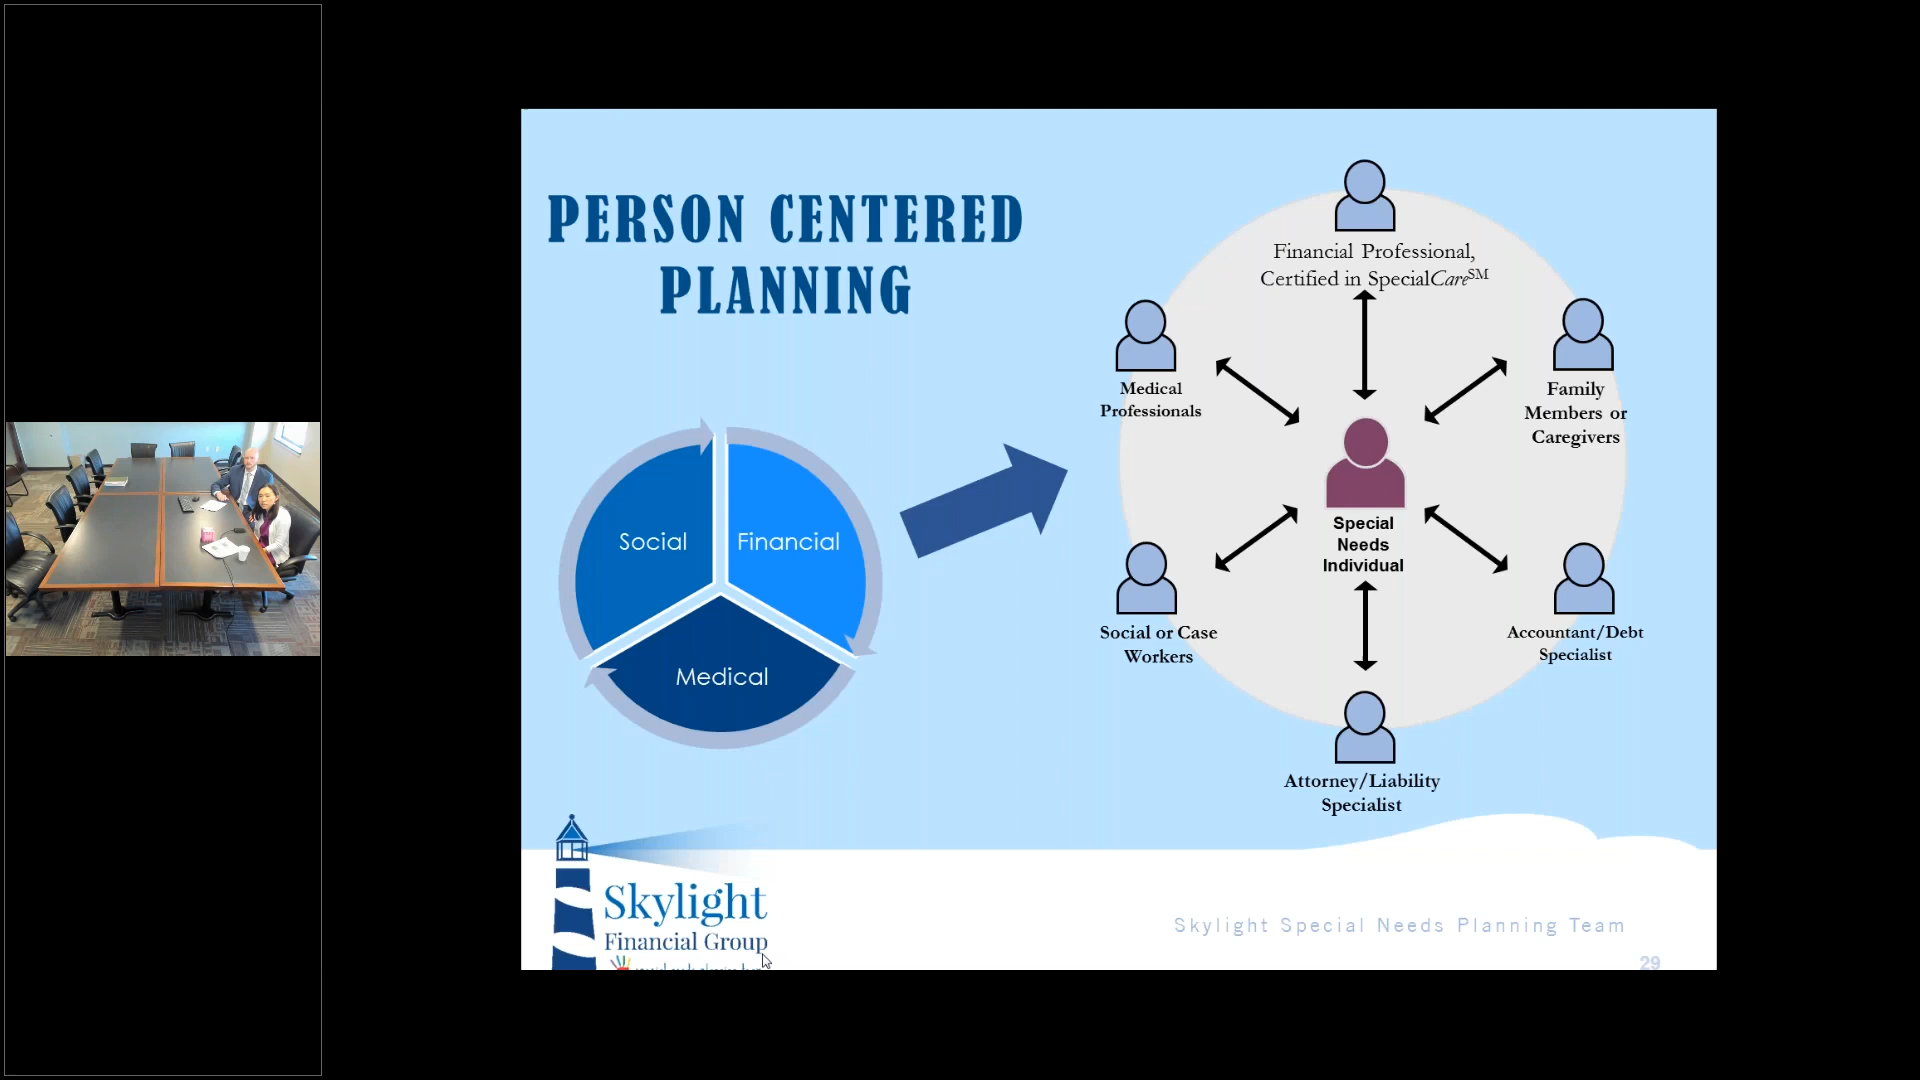 PERSON CENTERED
PLANNING
Social
Financial
Medical
Financial Professional,
Certified in SpecialCareSM
Medical
Professionals
Family
Members or
Caregivers
Special
Needs
Individual
Social or Case
Workers
Accountant/Debt
Specialist
Attorney/Liability
Specialist
Skylight
Financial Group
Skylight Special Needs Planning Team
29